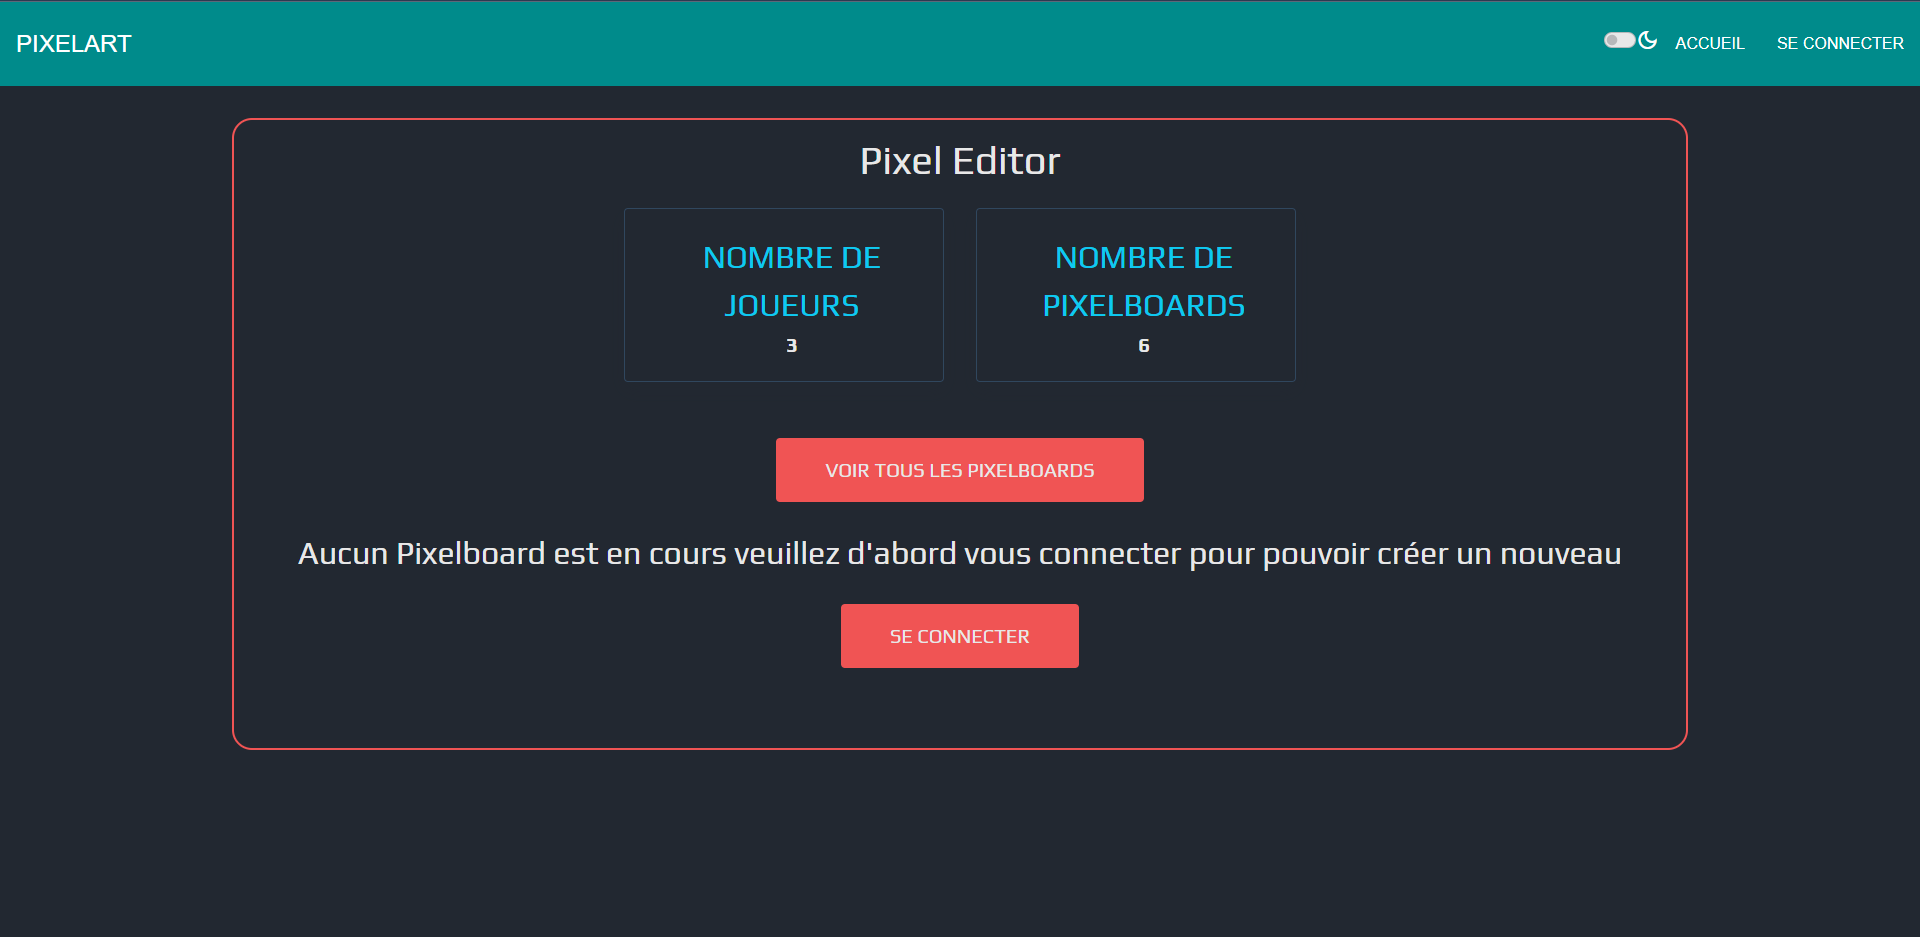 PIXELART
ACCUEIL
SE CONNECTER
Pixel Editor
NOMBRE DE
JOUEURS
3
NOMBRE DE
PIXELBOARDS
6
VOIR TOUS LES PIXELBOARDS
Aucun Pixelboard est en cours veuillez d'abord vous connecter pour pouvoir créer un nouveau
SE CONNECTER